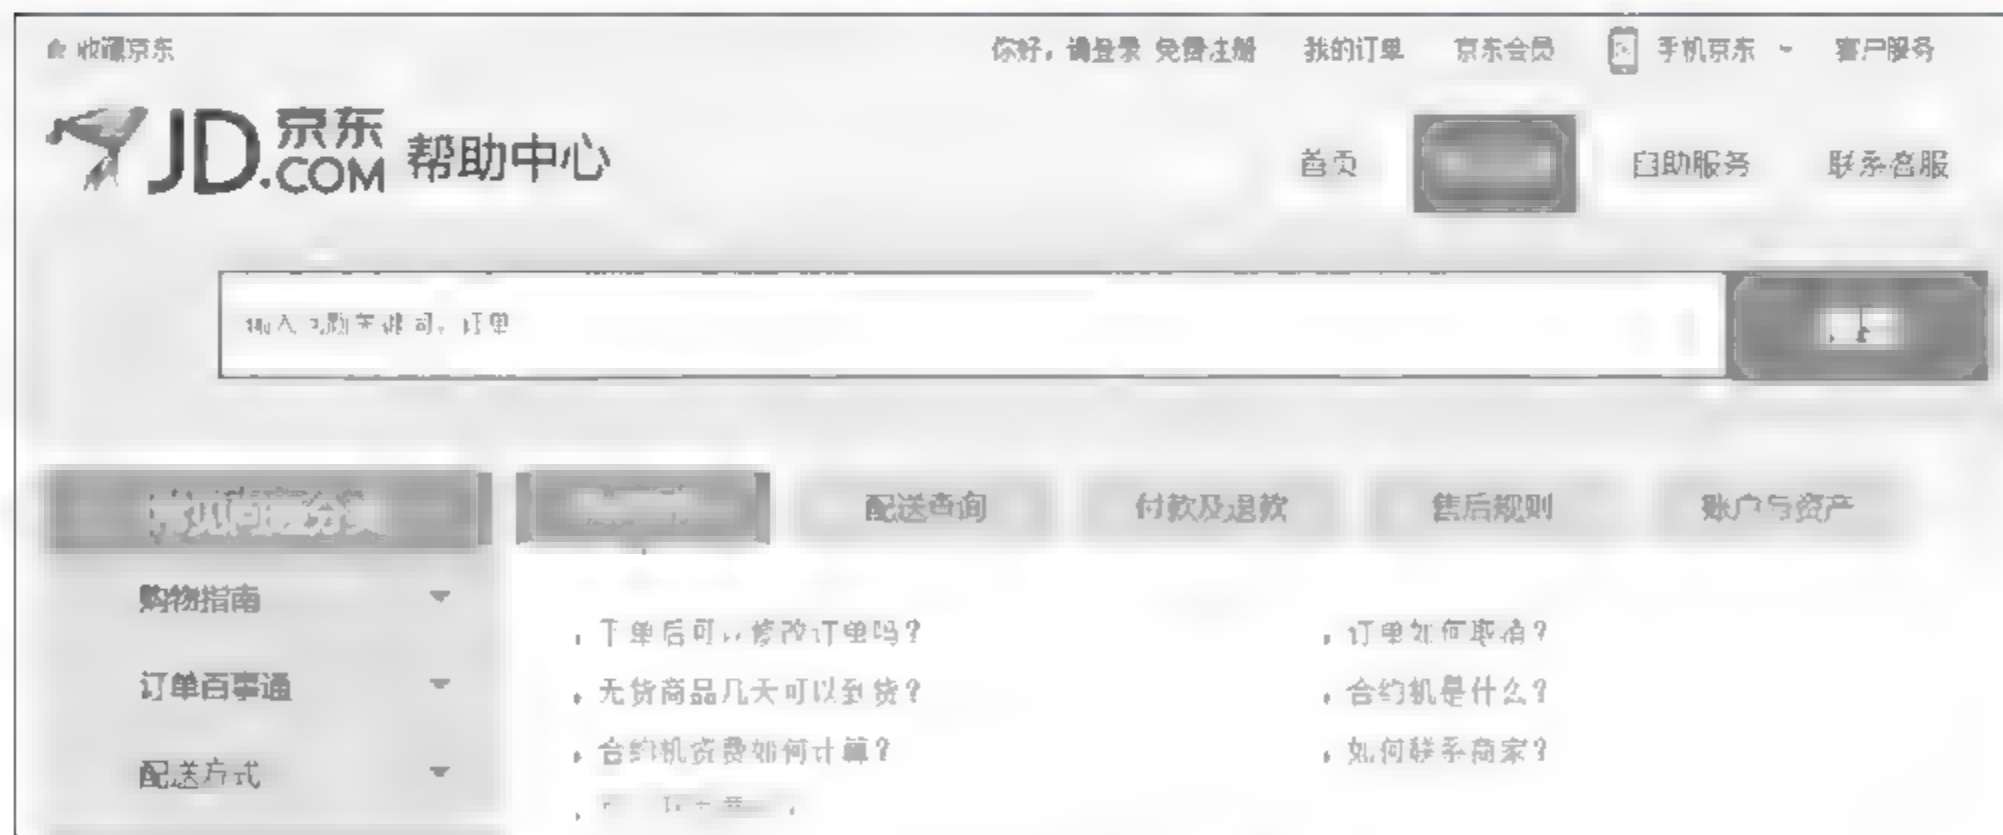 收藏京东 你好，请登录 免费注册 我的订单 京东会员 手机京东 客户服务
JD.COM 京东 帮助中心
首页 自助服务 联系客服
常见问题分类 配送查询 付款及退款 售后规则 账户与资产
购物指南
下单后可以修改订单吗？ 订单如何取消？
订单百事通
无货商品几天可以到货？ 合约机是什么？
合约机资费如何计算？ 如何联系商家？
配送方式